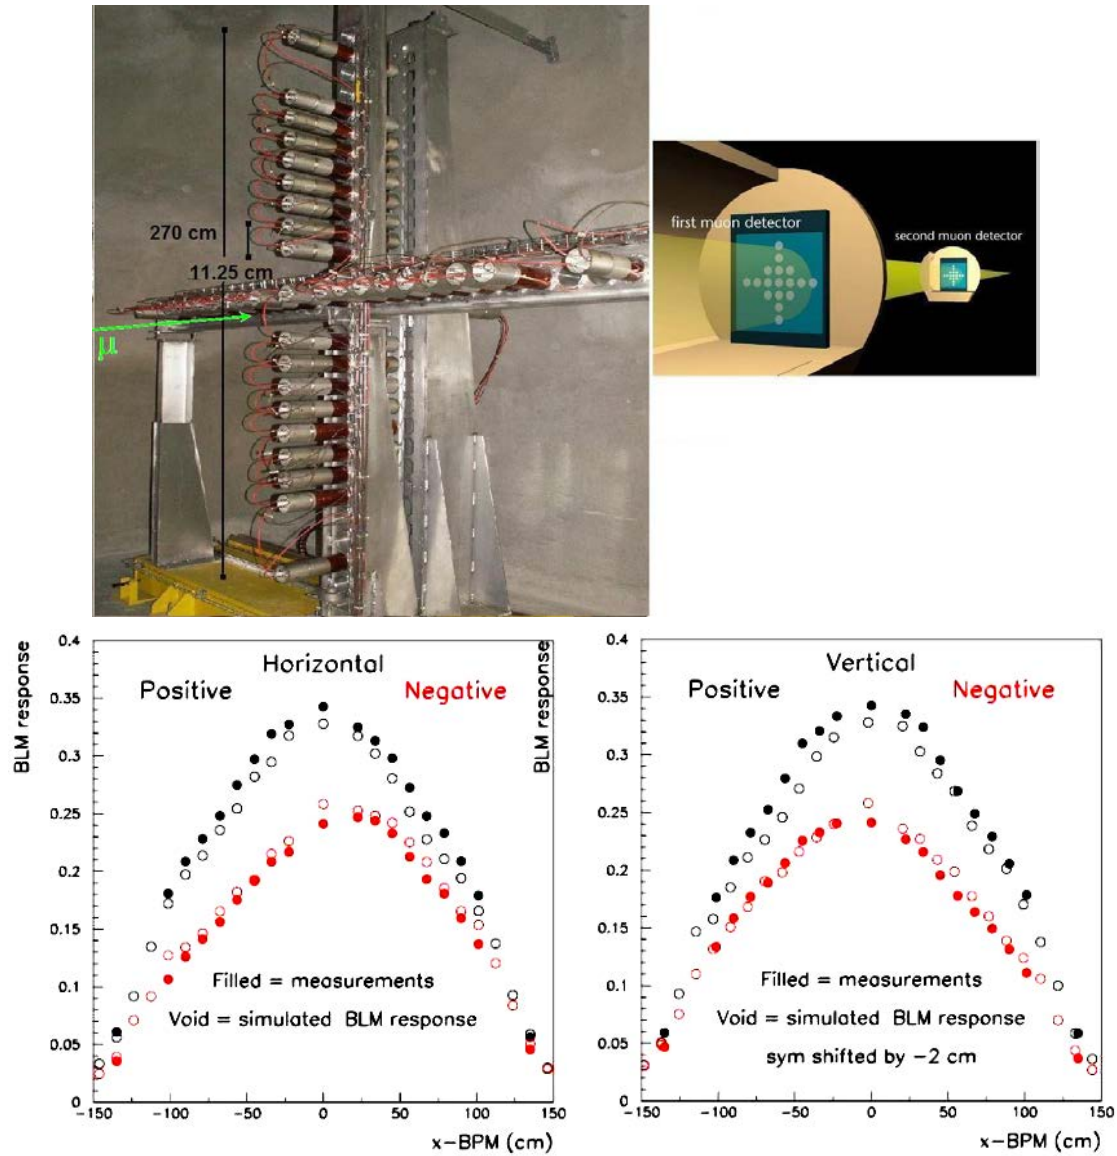 270 cm
11.25 cm
μ
first muon detector
second muon detector
0.4
0.35
0.3
0.25
0.2
0.15
0.1
0.05
0
BLM response
Horizontal
Positive
Negative
Filled = measurements
Void = simulated BLM response
−150
−100
−50
0
50
100
150
x−BPM (cm)
0.4
0.35
0.3
0.25
0.2
0.15
0.1
0.05
0
BLM response
Vertical
Positive
Negative
Filled = measurements
Void = simulated BLM response
sym shifted by −2 cm
−150
−100
−50
0
50
100
150
x−BPM (cm)